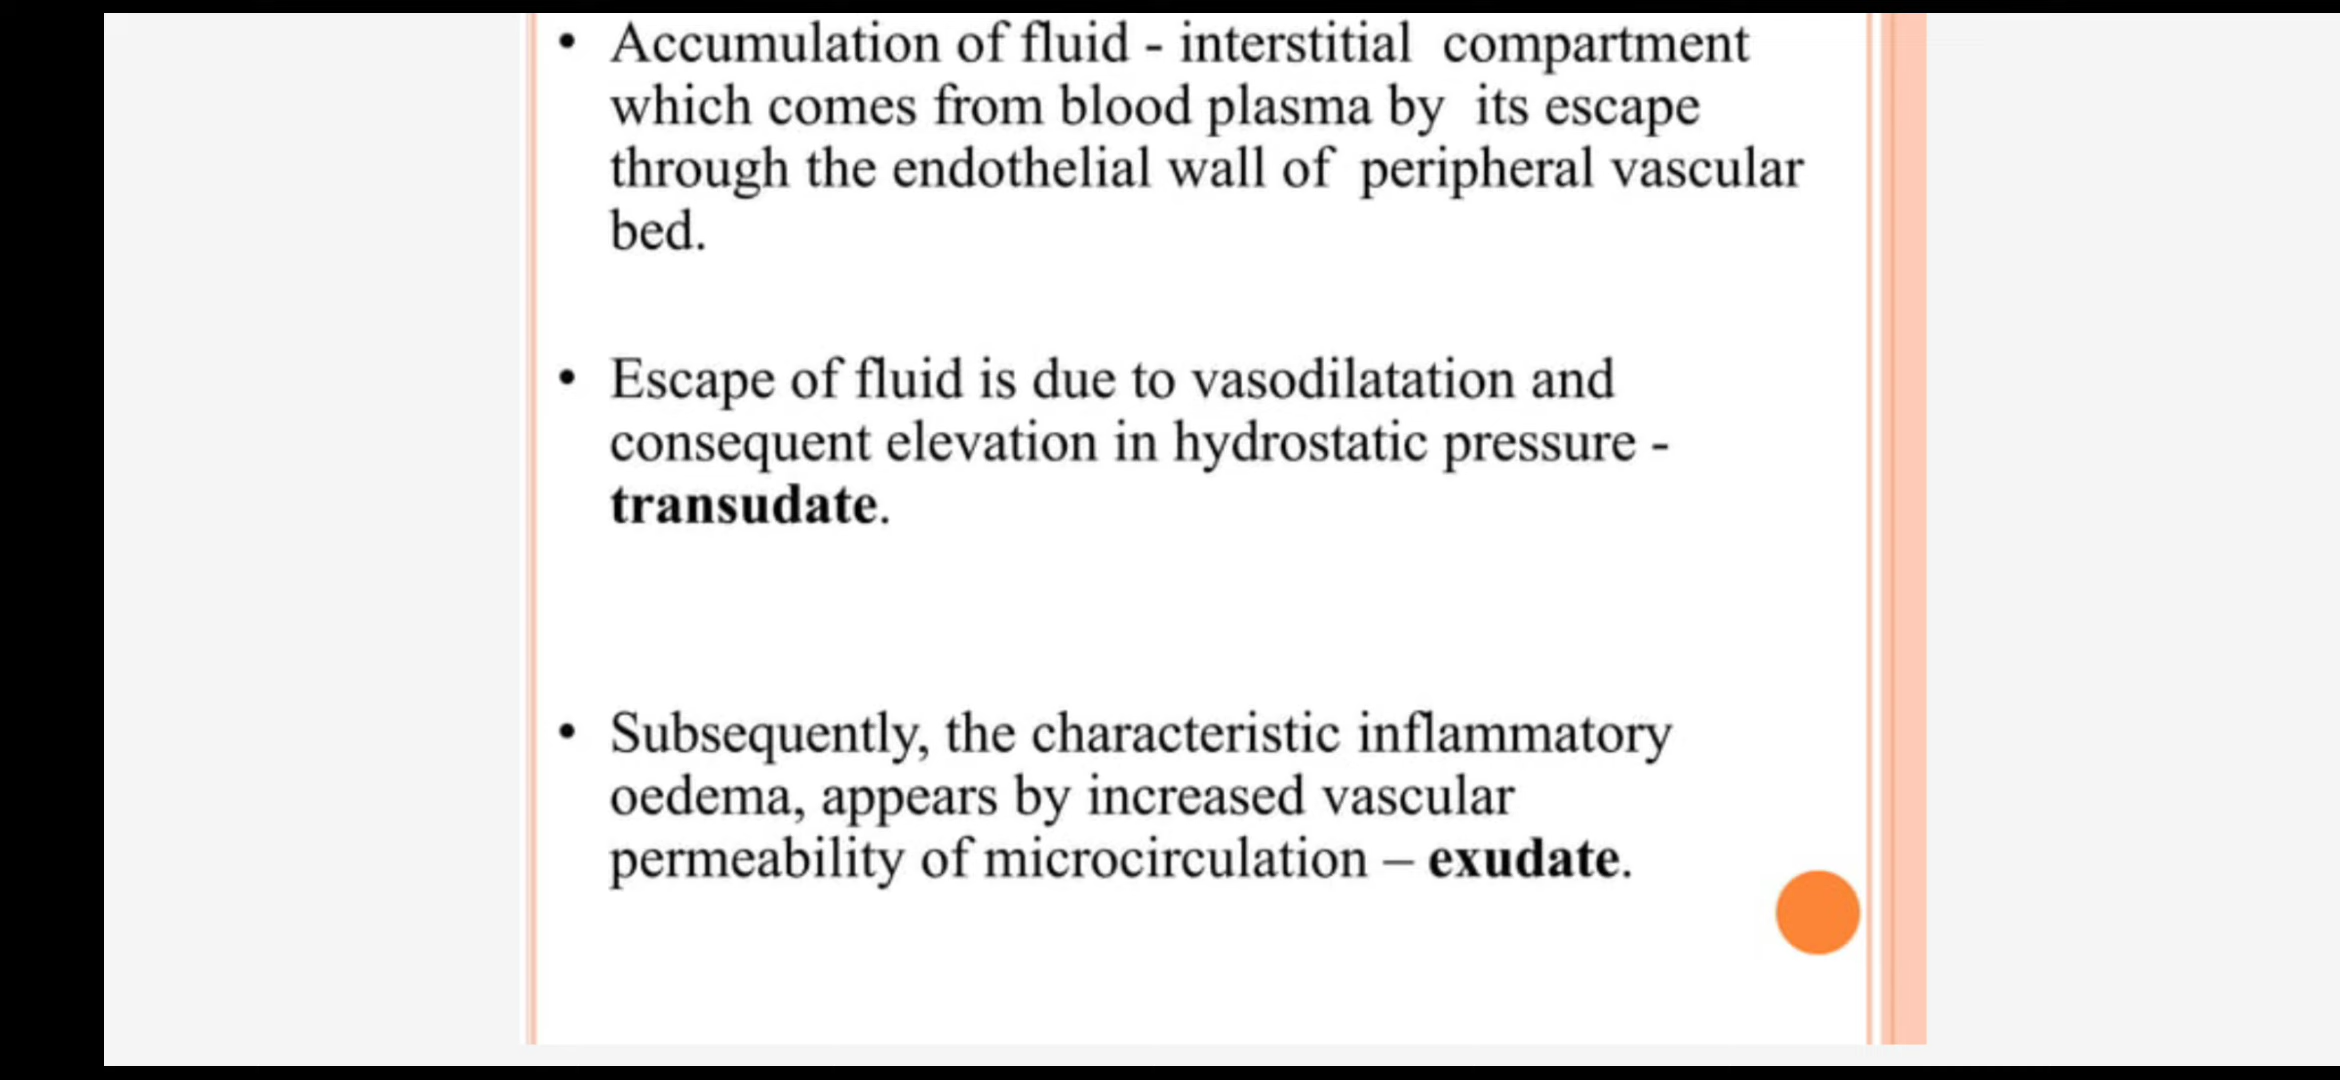 • Accumulation of fluid - interstitial compartment
which comes from blood plasma by its escape
through the endothelial wall of peripheral vascular
bed.
• Escape of fluid is due to vasodilatation and
consequent elevation in hydrostatic pressure -
transudate.
• Subsequently, the characteristic inflammatory
oedema, appears by increased vascular
permeability of microcirculation – exudate.